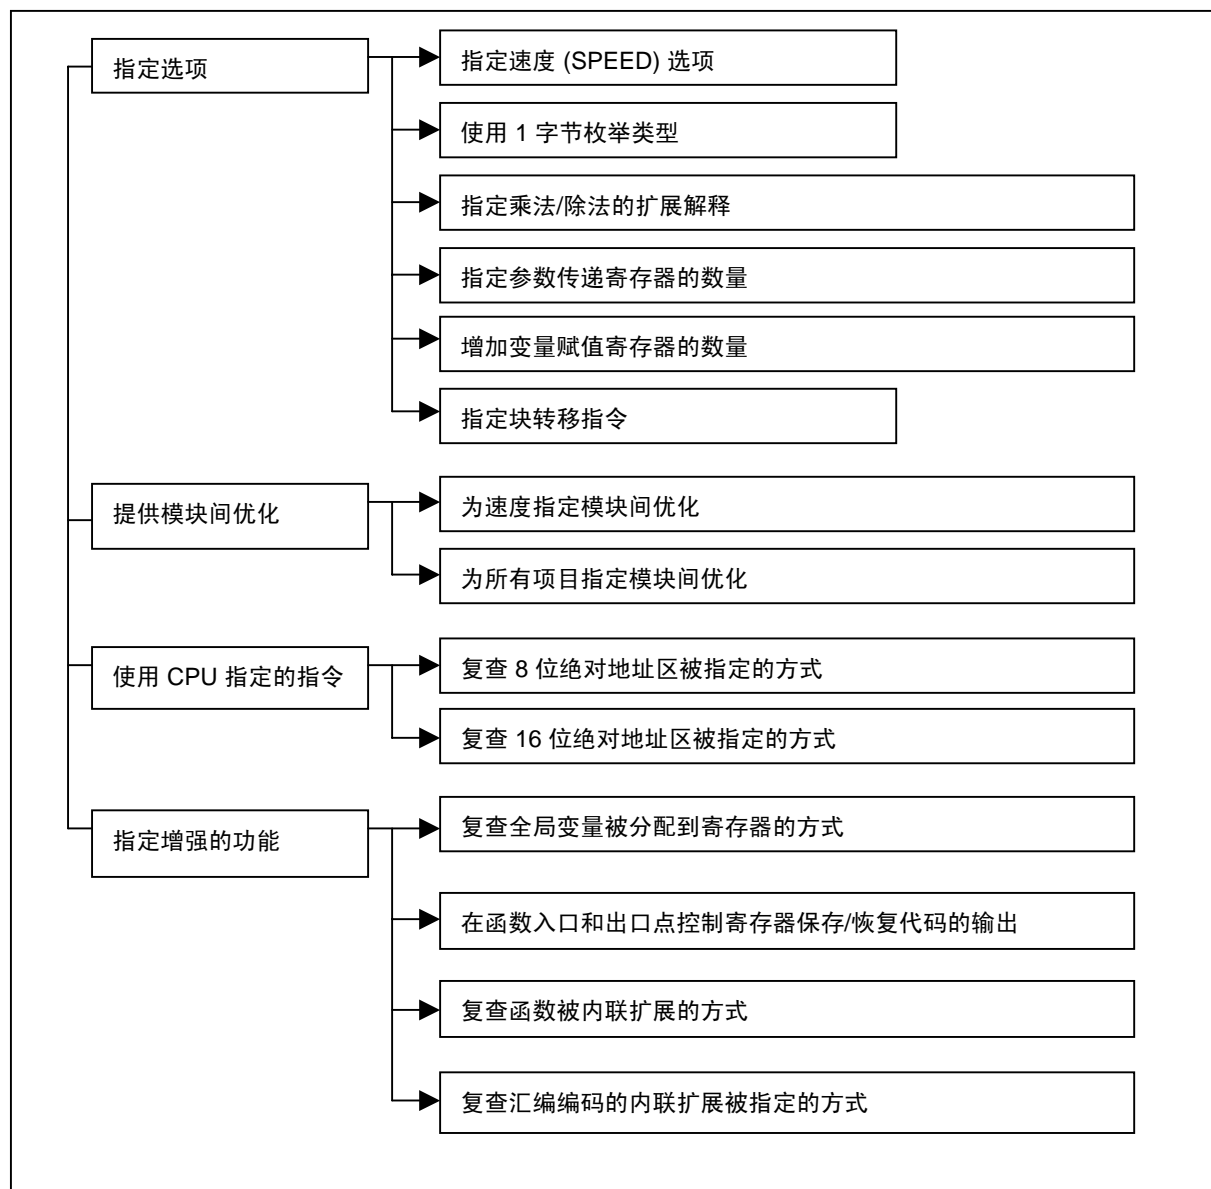 指定选项
指定速度 (SPEED) 选项
使用 1 字节枚举类型
指定乘法/除法的扩展解释
指定参数传递寄存器的数量
增加变量赋值寄存器的数量
指定块转移指令
提供模块间优化
为速度指定模块间优化
为所有项目指定模块间优化
使用 CPU 指定的指令
复查 8 位绝对地址区被指定的方式
复查 16 位绝对地址区被指定的方式
指定增强的功能
复查全局变量被分配到寄存器的方式
在函数入口和出口点控制寄存器保存/恢复代码的输出
复查函数被内联扩展的方式
复查汇编编码的内联扩展被指定的方式